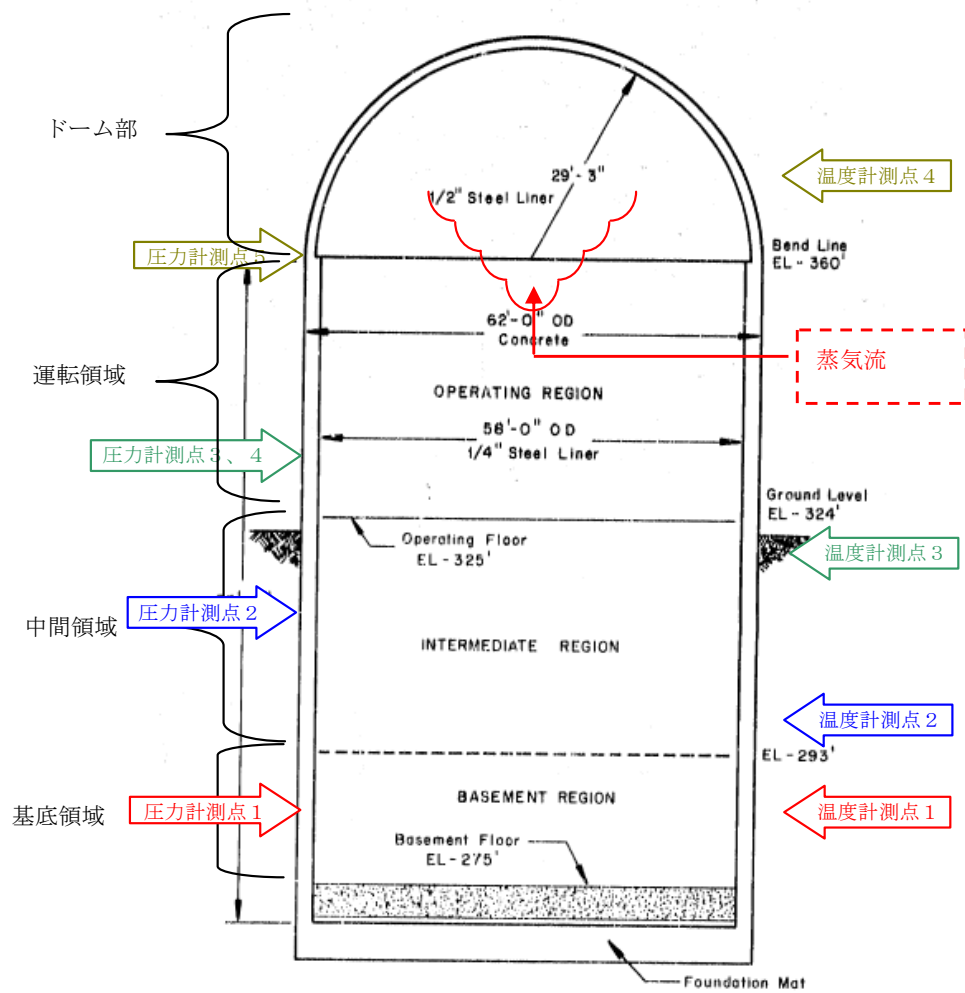 ドーム部
29'-3"
1/2" Steel Liner
温度計測点4
圧力計測点5
Bend Line
EL-360'
62'-0" OD
Concrete
蒸気流
運転領域
OPERATING REGION
58'-0" OD
1/4" Steel Liner
圧力計測点3、4
Ground Level
EL-324'
Operating Floor
EL-325'
温度計測点3
圧力計測点2
中間領域
INTERMEDIATE REGION
温度計測点2
EL-293'
基底領域
圧力計測点1
BASEMENT REGION
温度計測点1
Basement Floor
EL-275'
Foundation Mat